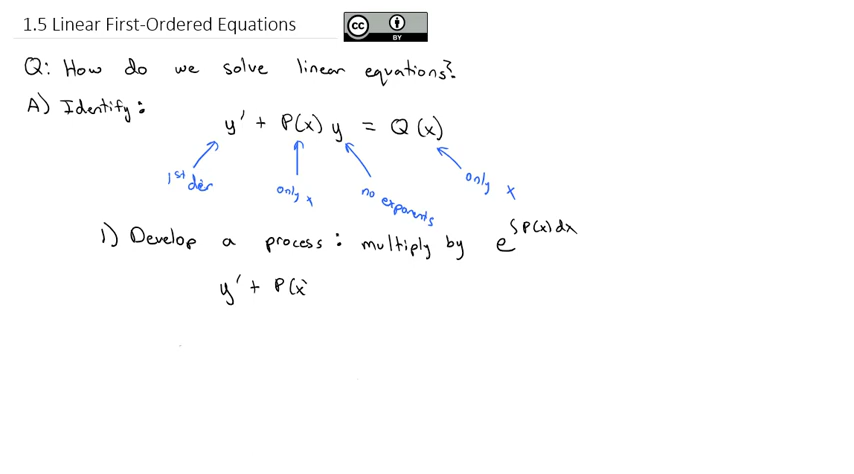 1.5 Linear First-Ordered Equations
cc BY
Q: How do we solve linear equations?
A) Identify:
y' + P(x) y = Q(x)
1st der
only x
no exponents
only x
1) Develop a process: multiply by e^∫P(x)dx
y' + P(x)